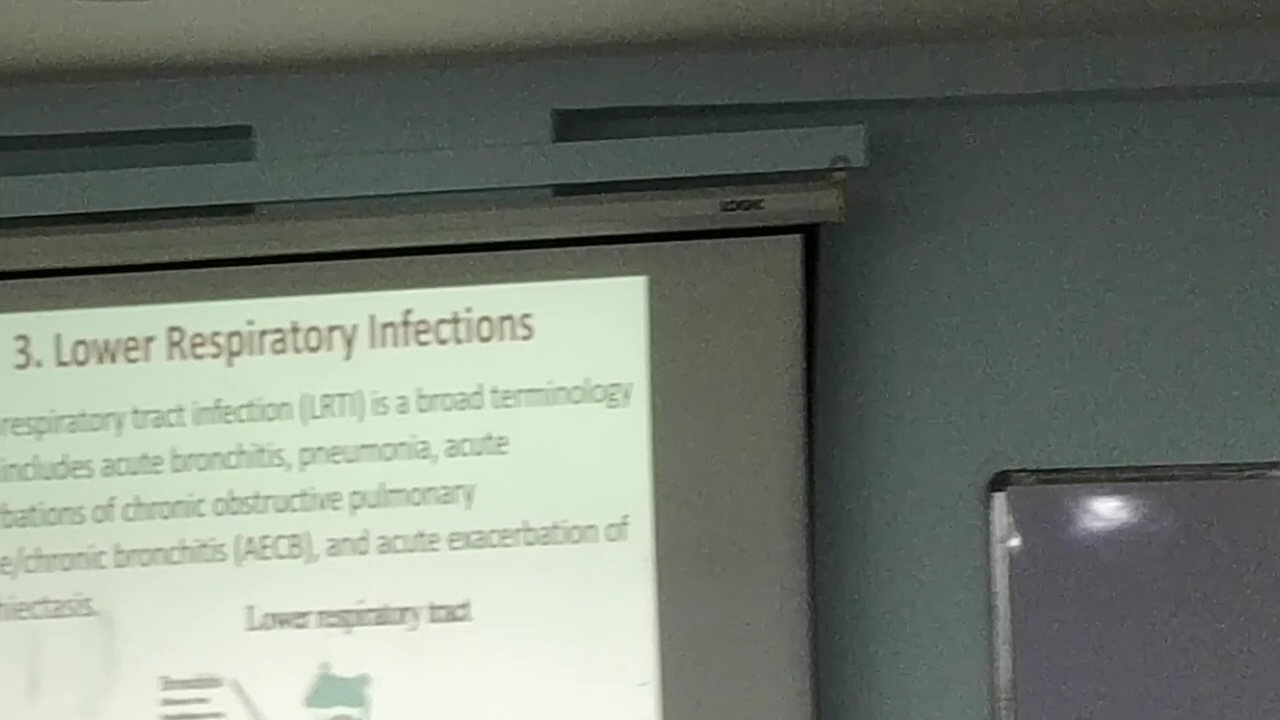 3. Lower Respiratory Infections
respiratory tract infection (LRTI) is a broad terminology
includes acute bronchitis, pneumonia, acute
bations of chronic obstructive pulmonary
e/chronic bronchitis (AECB), and acute exacerbation of
hiectasis.
Lower respiratory tract